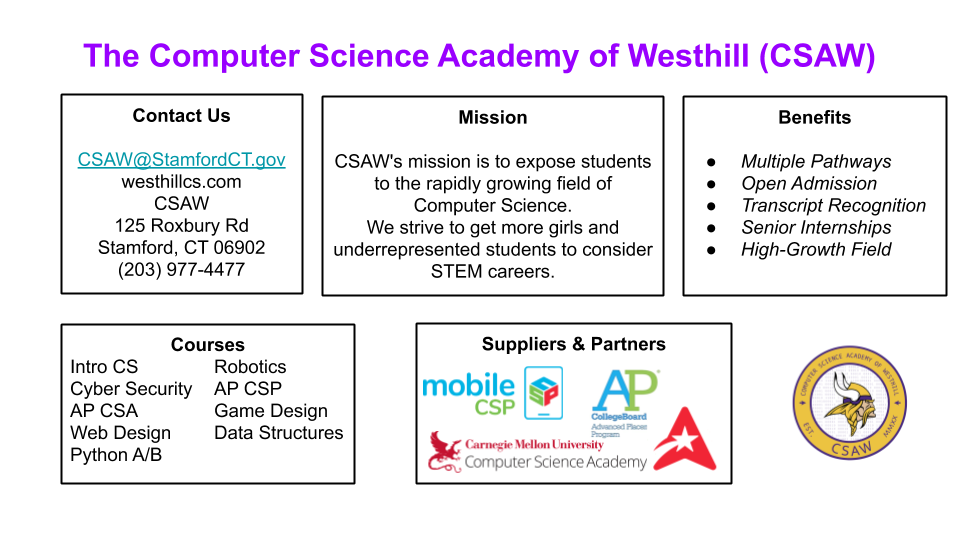 The Computer Science Academy of Westhill (CSAW)
Contact Us
CSAW@StamfordCT.gov
westhillcs.com
CSAW
125 Roxbury Rd
Stamford, CT 06902
(203) 977-4477
Mission
CSAW's mission is to expose students
to the rapidly growing field of
Computer Science.
We strive to get more girls and
underrepresented students to consider
STEM careers.
Benefits
● Multiple Pathways
● Open Admission
● Transcript Recognition
● Senior Internships
● High-Growth Field
Courses
Intro CS Robotics
Cyber Security AP CSP
AP CSA Game Design
Web Design Data Structures
Python A/B
Suppliers & Partners
mobile
CSP
AP®
CollegeBoard
Advanced Placement
Program
Carnegie Mellon University
Computer Science Academy
COMPUTER SCIENCE ACADEMY OF WESTHILL
EST. MMXX
CSAW